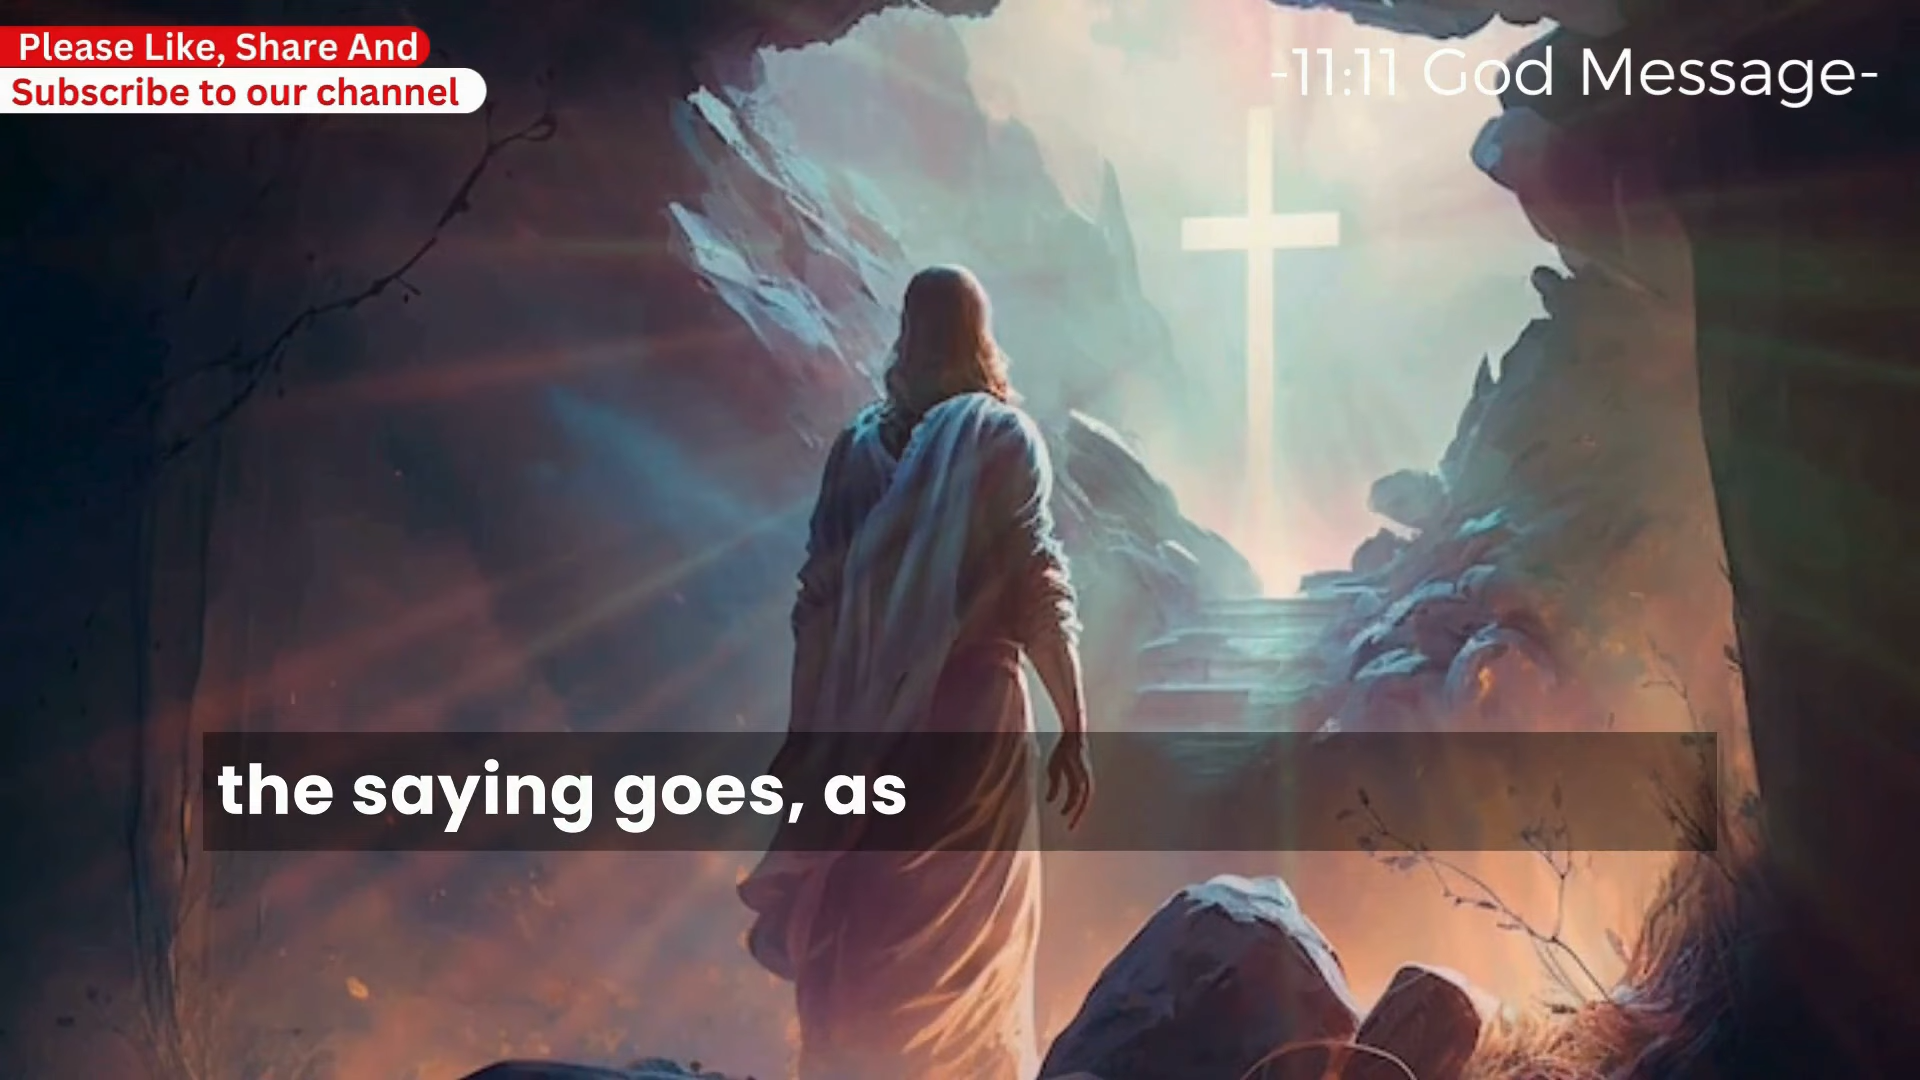 Please Like, Share And
Subscribe to our channel
-11:11 God Message-
the saying goes, as